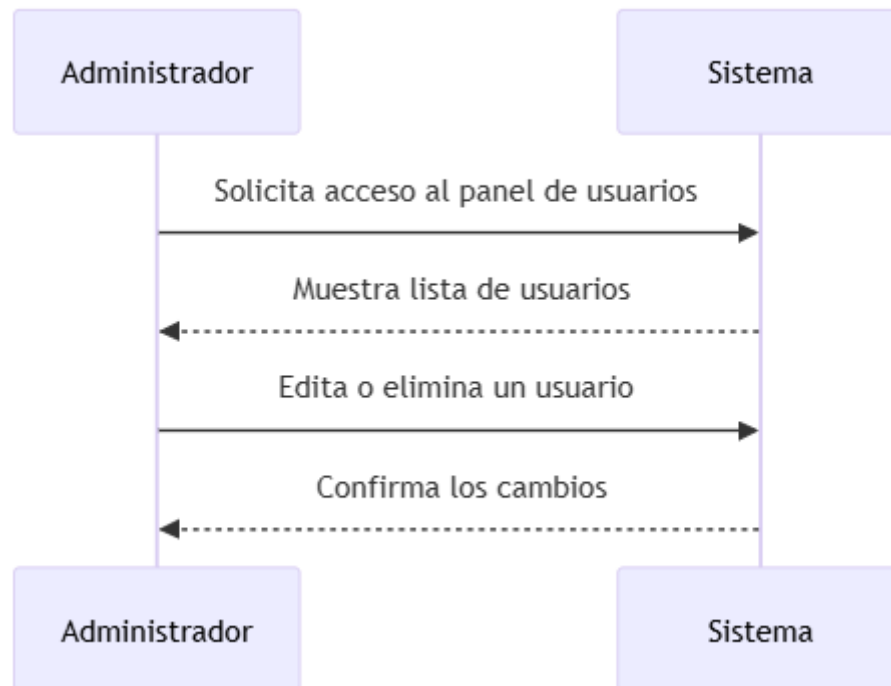 Administrador
Sistema
Solicita acceso al panel de usuarios
Muestra lista de usuarios
Edita o elimina un usuario
Confirma los cambios
Administrador
Sistema